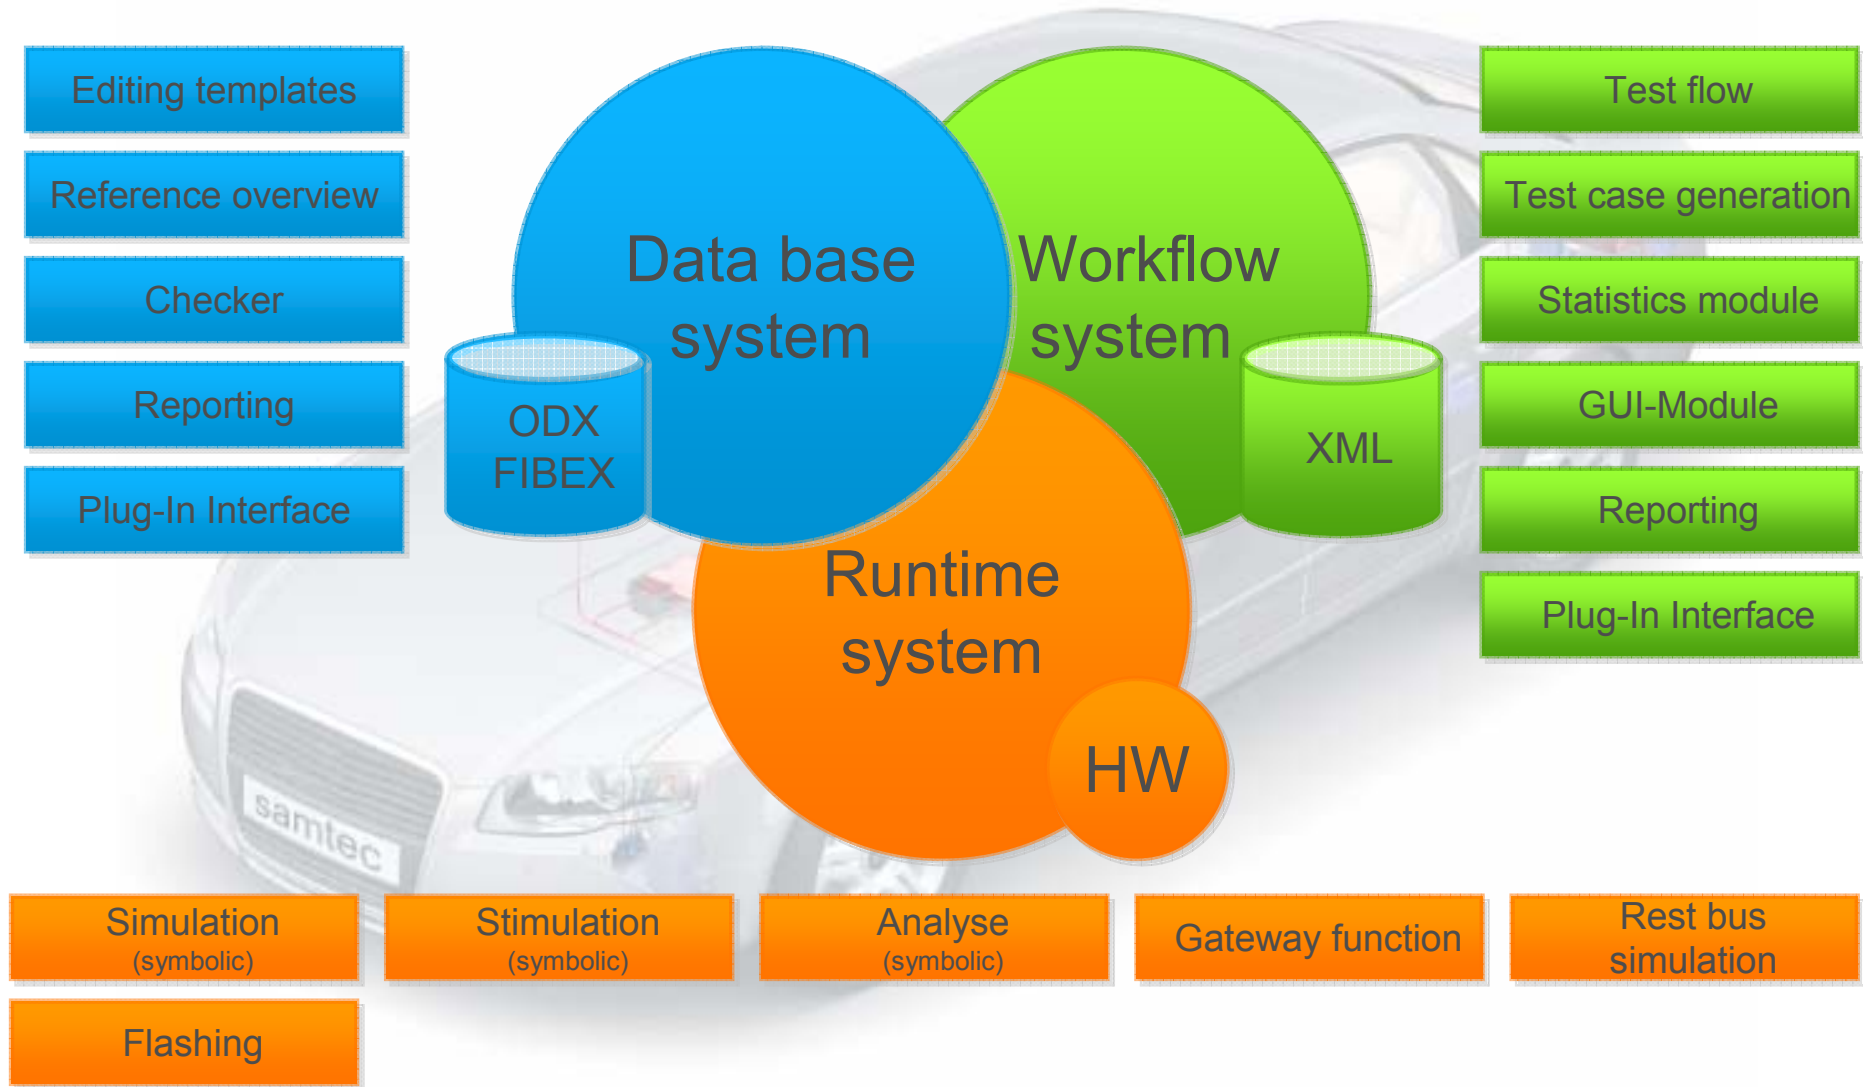 Editing templates
Reference overview
Checker
Reporting
Plug-In Interface
Data base
system
ODX
FIBEX
Workflow
system
XML
Runtime
system
HW
Test flow
Test case generation
Statistics module
GUI-Module
Reporting
Plug-In Interface
samtec
Simulation
(symbolic)
Stimulation
(symbolic)
Analyse
(symbolic)
Gateway function
Rest bus
simulation
Flashing